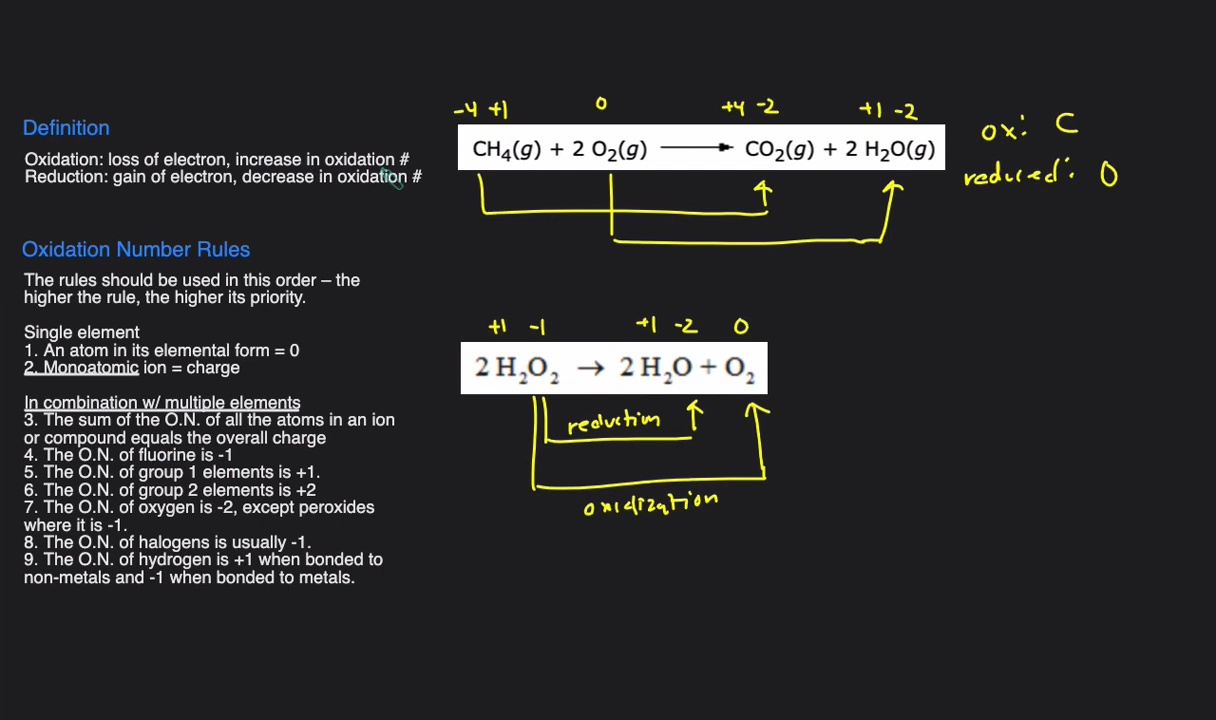 Definition
Oxidation: loss of electron, increase in oxidation #
Reduction: gain of electron, decrease in oxidation #
Oxidation Number Rules
The rules should be used in this order – the
higher the rule, the higher its priority.
Single element
1. An atom in its elemental form = 0
2. Monoatomic ion = charge
In combination w/ multiple elements
3. The sum of the O.N. of all the atoms in an ion
or compound equals the overall charge
4. The O.N. of fluorine is -1
5. The O.N. of group 1 elements is +1.
6. The O.N. of group 2 elements is +2
7. The O.N. of oxygen is -2, except peroxides
where it is -1.
8. The O.N. of halogens is usually -1.
9. The O.N. of hydrogen is +1 when bonded to
non-metals and -1 when bonded to metals.
-4 +1 0 +4 -2 +1 -2
CH₄(g) + 2 O₂(g) → CO₂(g) + 2 H₂O(g)
ox: C
reduced: O
+1 -1 +1 -2 0
2 H₂O₂ → 2 H₂O + O₂
reduction
oxidization